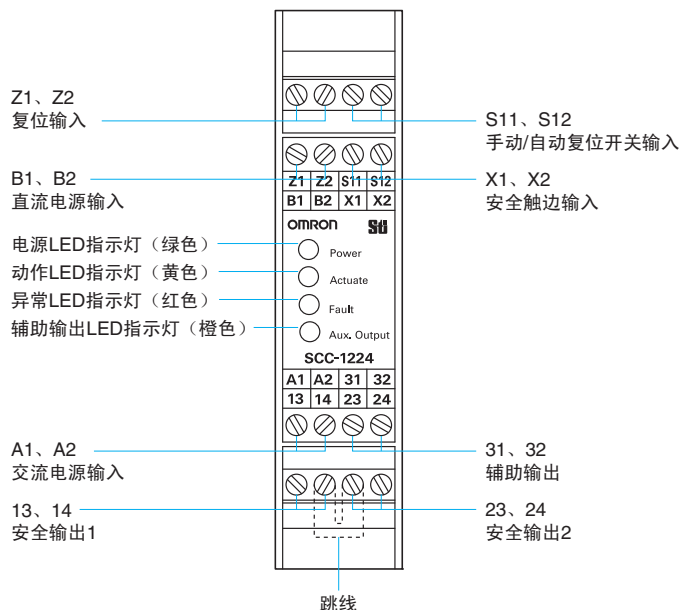 Z1、Z2
复位输入
S11、S12
手动/自动复位开关输入
Z1 Z2 S11 S12
B1 B2 X1 X2
B1、B2
直流电源输入
X1、X2
安全触边输入
OMRON Sti
电源LED指示灯（绿色）
Power
动作LED指示灯（黄色）
Actuate
异常LED指示灯（红色）
Fault
辅助输出LED指示灯（橙色）
Aux. Output
SCC-1224
A1 A2 31 32
13 14 23 24
A1、A2
交流电源输入
31、32
辅助输出
13、14
安全输出1
23、24
安全输出2
跳线